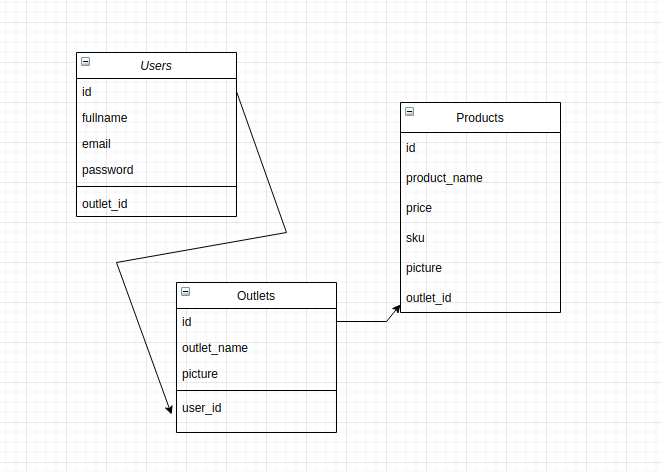 Users
id
fullname
email
password
outlet_id
Products
id
product_name
price
sku
picture
outlet_id
Outlets
id
outlet_name
picture
user_id